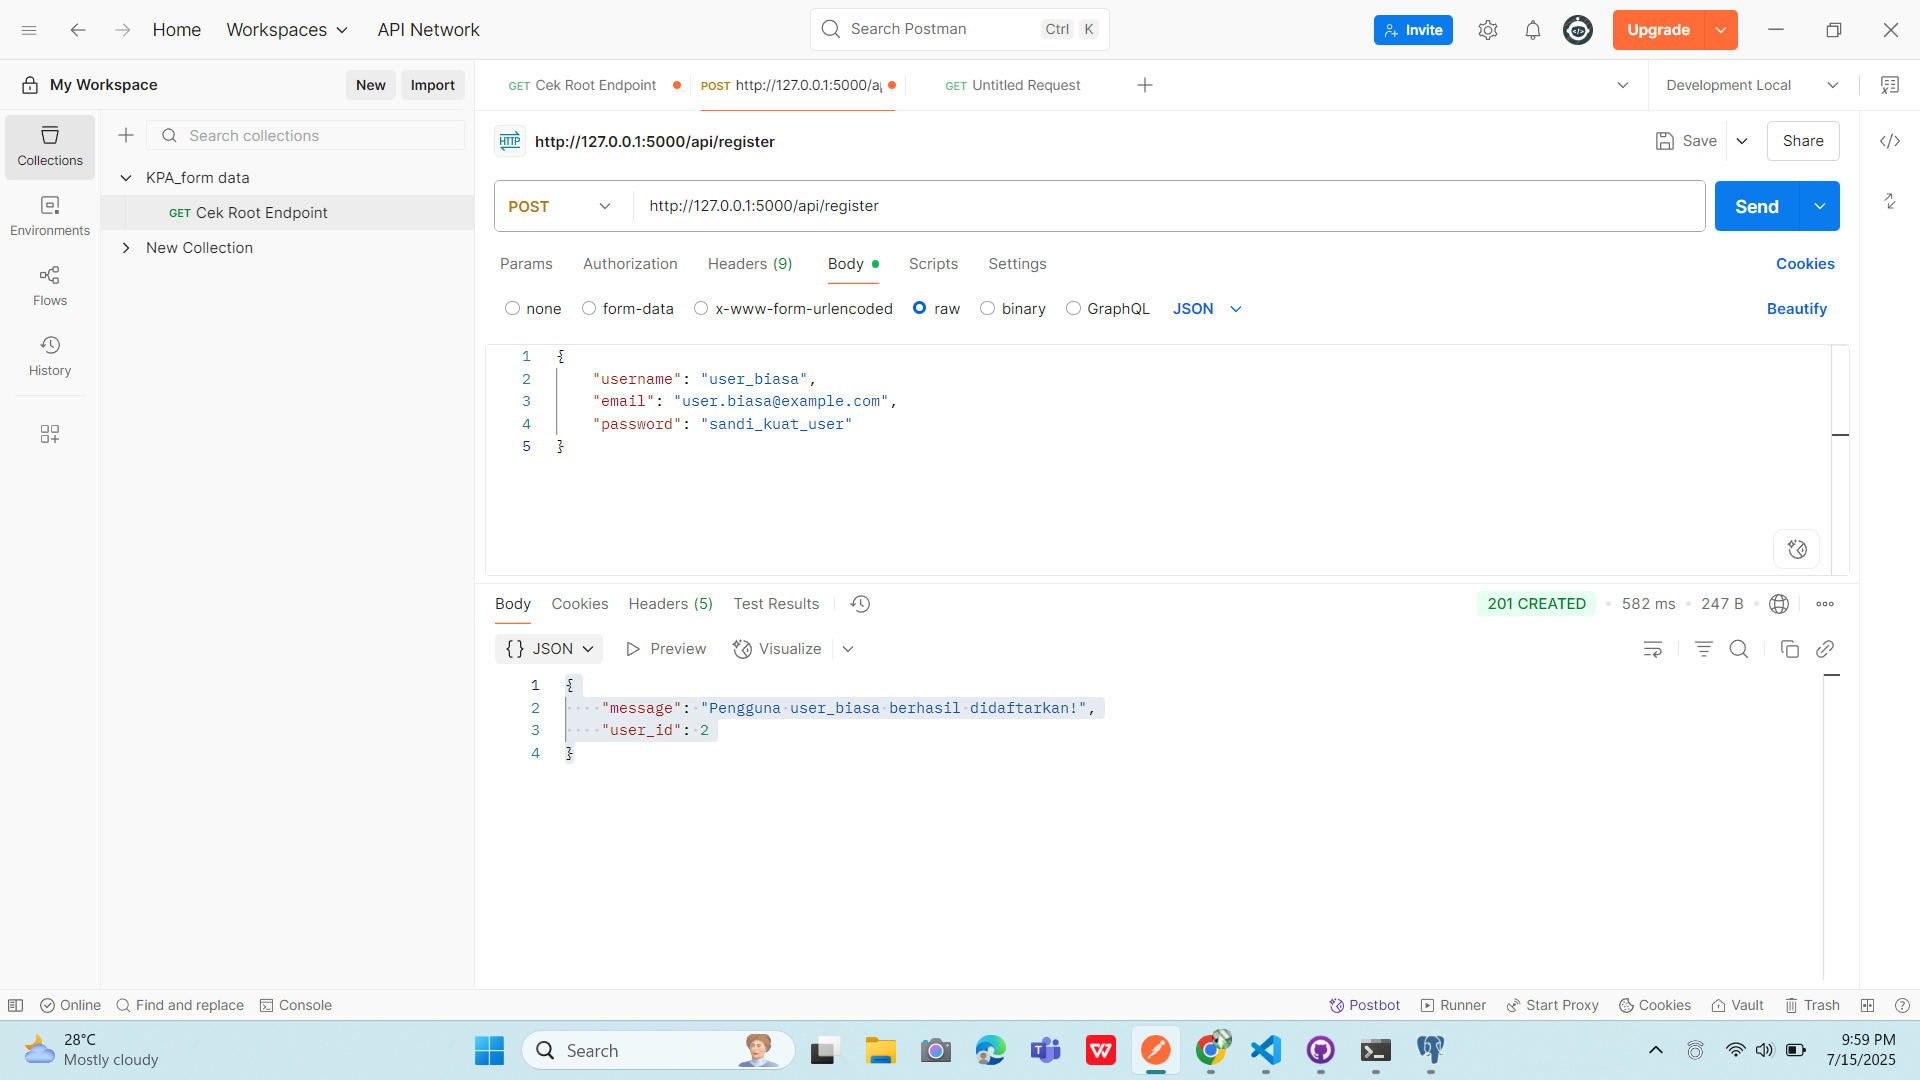 Home
Workspaces
API Network
Search Postman
Ctrl K
Invite
Upgrade
My Workspace
New
Import
GET Cek Root Endpoint
POST http://127.0.0.1:5000/ap
GET Untitled Request
Development Local
Collections
Environments
Flows
History
Search collections
KPA_form data
GET Cek Root Endpoint
New Collection
HTTP http://127.0.0.1:5000/api/register
Save
Share
POST http://127.0.0.1:5000/api/register
Send
Params
Authorization
Headers (9)
Body
Scripts
Settings
Cookies
none
form-data
x-www-form-urlencoded
raw
binary
GraphQL
JSON
Beautify
1 {
2 "username": "user_biasa",
3 "email": "user.biasa@example.com",
4 "password": "sandi_kuat_user"
5 }
Body
Cookies
Headers (5)
Test Results
201 CREATED
582 ms
247 B
{} JSON
Preview
Visualize
1 {
2 "message": "Pengguna user_biasa berhasil didaftarkan!",
3 "user_id": 2
4 }
Online
Find and replace
Console
Postbot
Runner
Start Proxy
Cookies
Vault
Trash
28°C
Mostly cloudy
Search
9:59 PM
7/15/2025